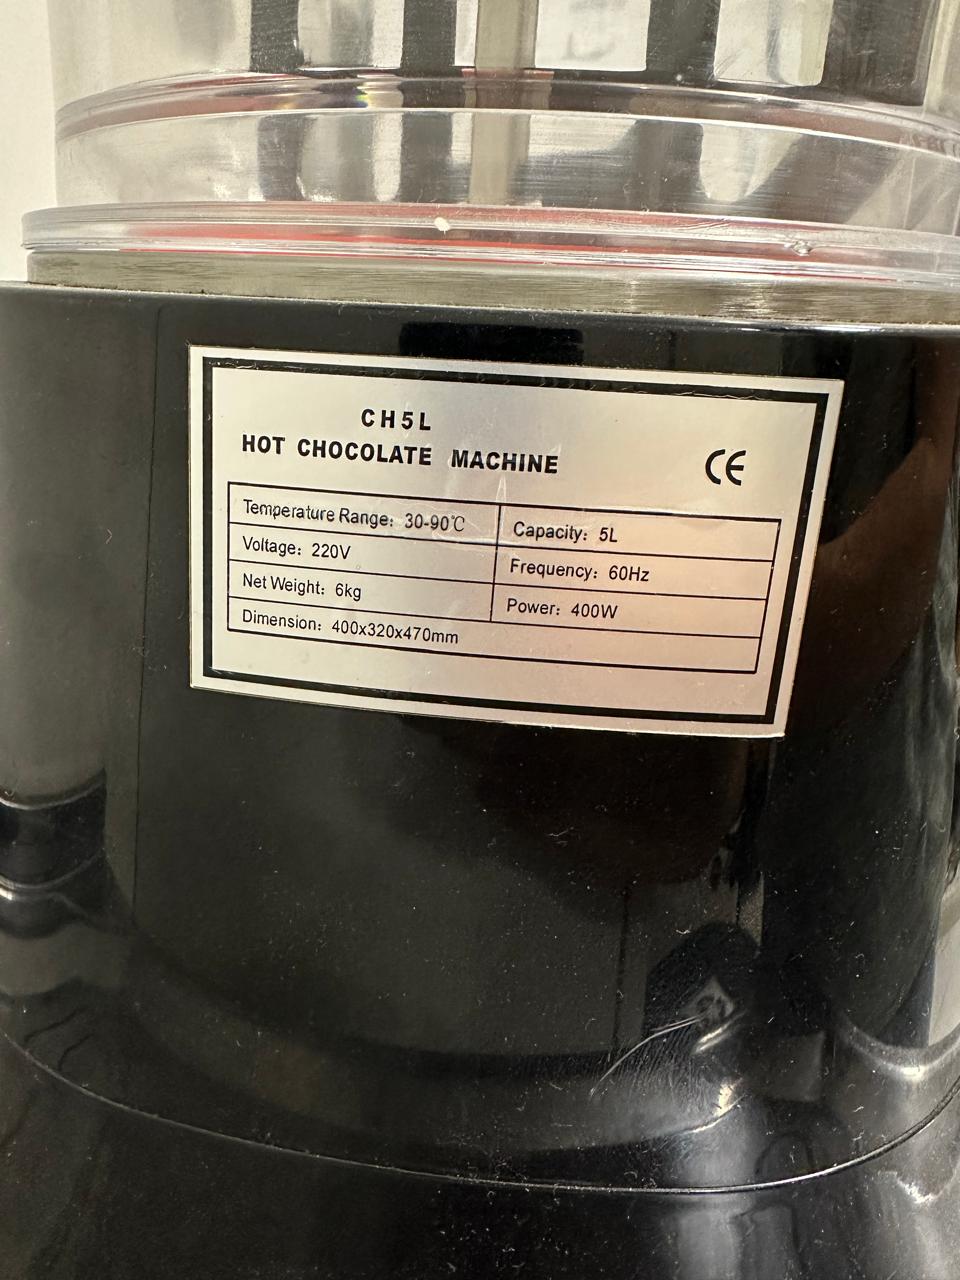 CH5L
HOT CHOCOLATE MACHINE
CE
Temperature Range: 30-90℃ Capacity: 5L
Voltage: 220V Frequency: 60Hz
Net Weight: 6kg Power: 400W
Dimension: 400x320x470mm